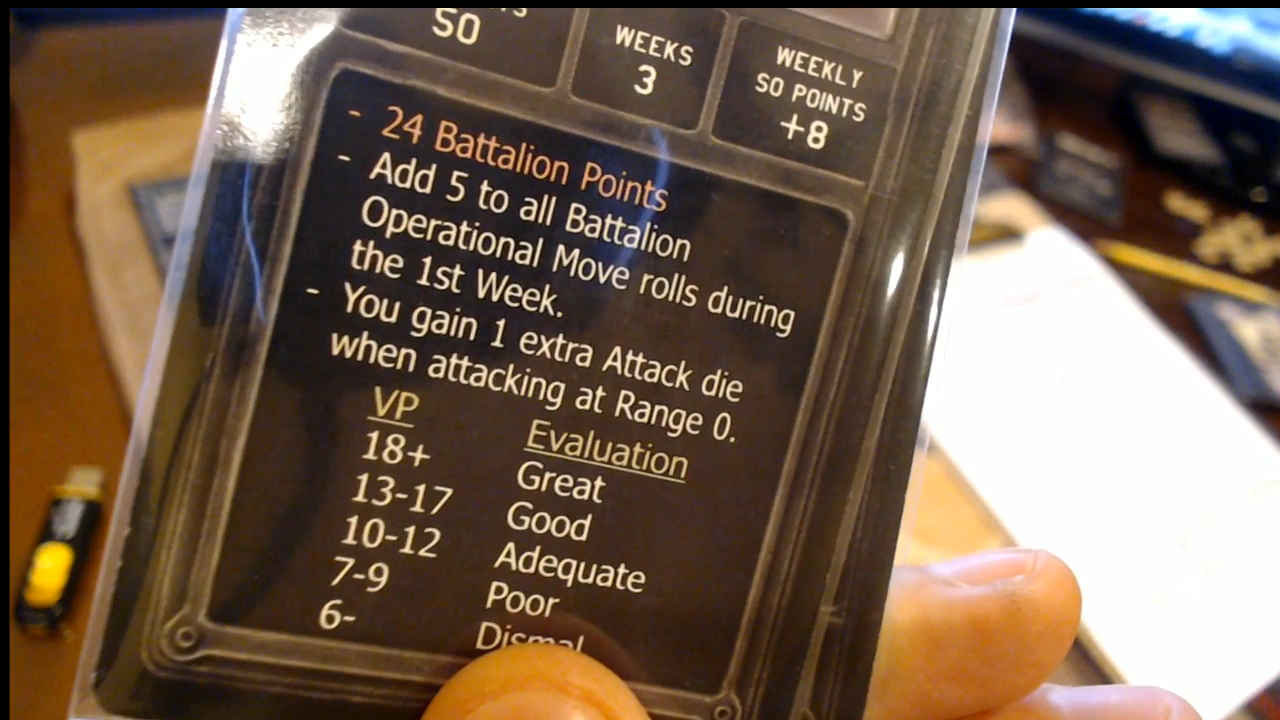 SO
WEEKS
3
WEEKLY
SO POINTS
+8
- 24 Battalion Points
- Add 5 to all Battalion
Operational Move rolls during
the 1st Week.
- You gain 1 extra Attack die
when attacking at Range 0.
VP Evaluation
18+ Great
13-17 Good
10-12 Adequate
7-9 Poor
6- Dismal